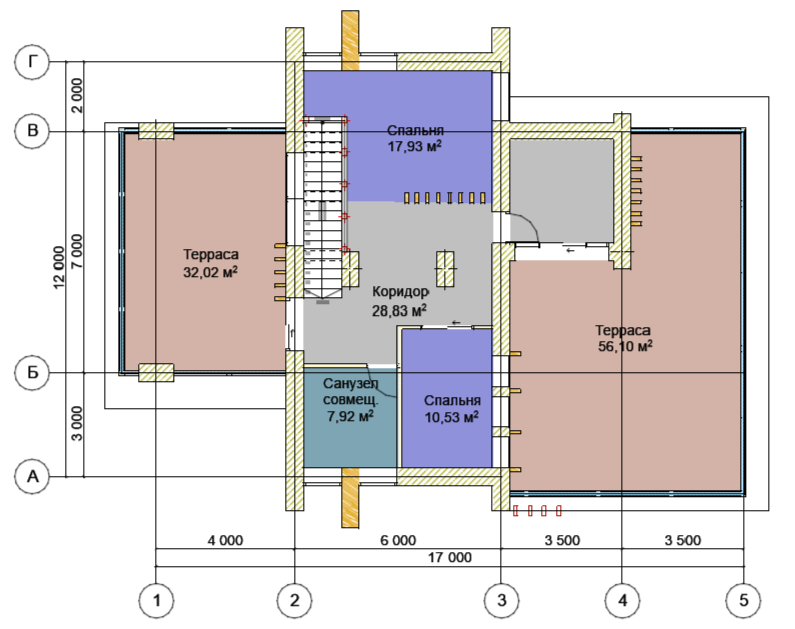 Г
2 000
В
Спальня
17,93 м²
Терраса
32,02 м²
12 000
7 000
Коридор
28,83 м²
Терраса
56,10 м²
Б
Санузел
совмещ.
7,92 м²
Спальня
10,53 м²
3 000
А
4 000
6 000
3 500
3 500
17 000
1
2
3
4
5